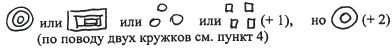 или или или (+ 1), но (+ 2)
(по поводу двух кружков см. пункт 4)